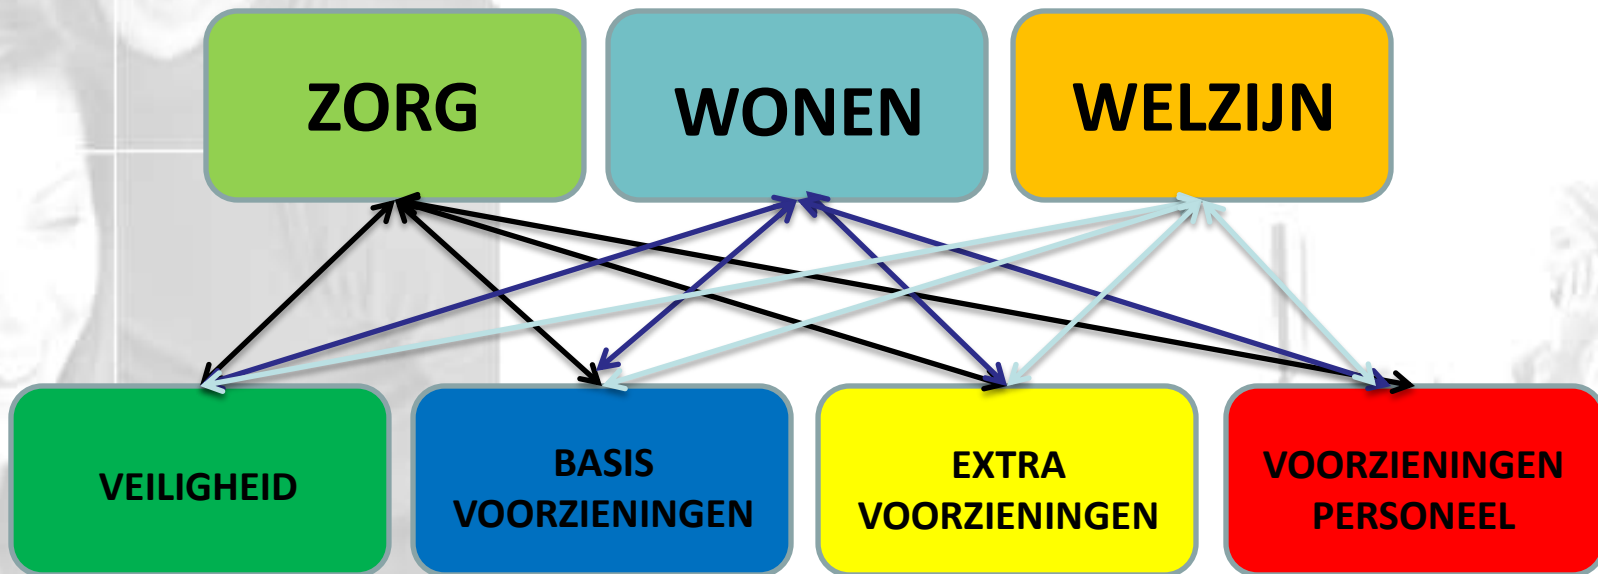 ZORG
WONEN
WELZIJN
VEILIGHEID
BASIS
VOORZIENINGEN
EXTRA
VOORZIENINGEN
VOORZIENINGEN
PERSONEEL